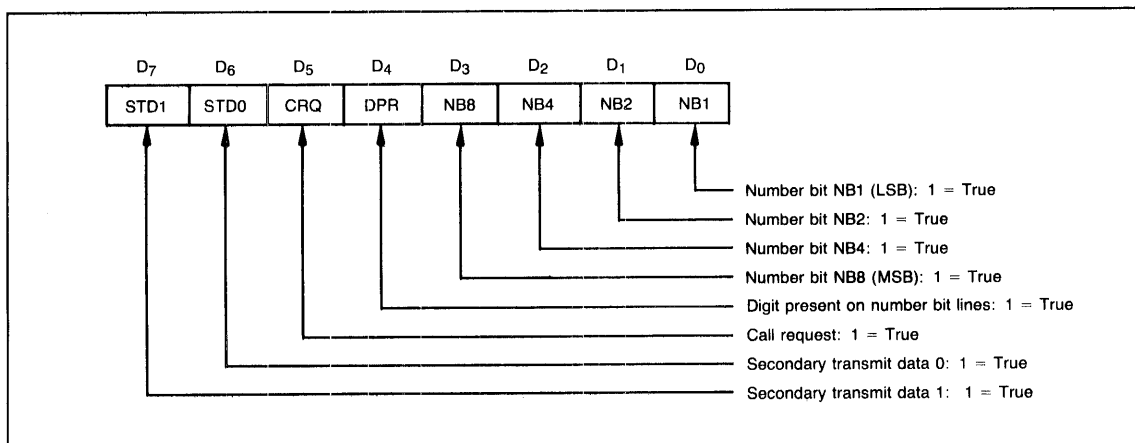 D7 D6 D5 D4 D3 D2 D1 D0
STD1 STD0 CRQ DPR NB8 NB4 NB2 NB1
Number bit NB1 (LSB): 1 = True
Number bit NB2: 1 = True
Number bit NB4: 1 = True
Number bit NB8 (MSB): 1 = True
Digit present on number bit lines: 1 = True
Call request: 1 = True
Secondary transmit data 0: 1 = True
Secondary transmit data 1: 1 = True